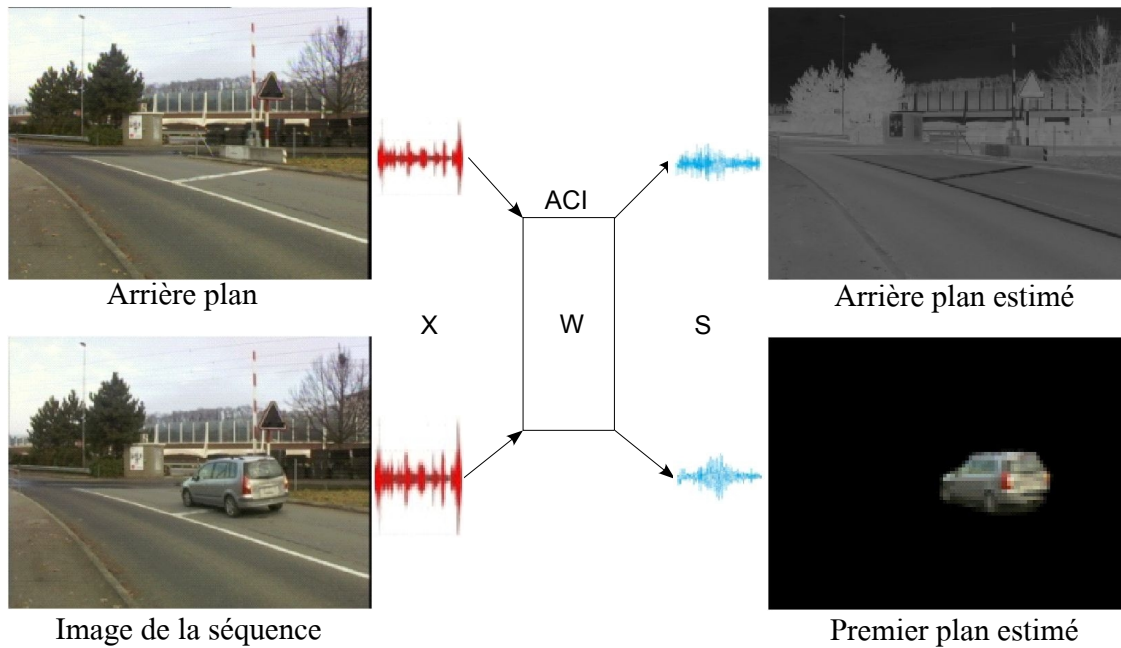 ACI
Arrière plan
Arrière plan estimé
X
W
S
Image de la séquence
Premier plan estimé